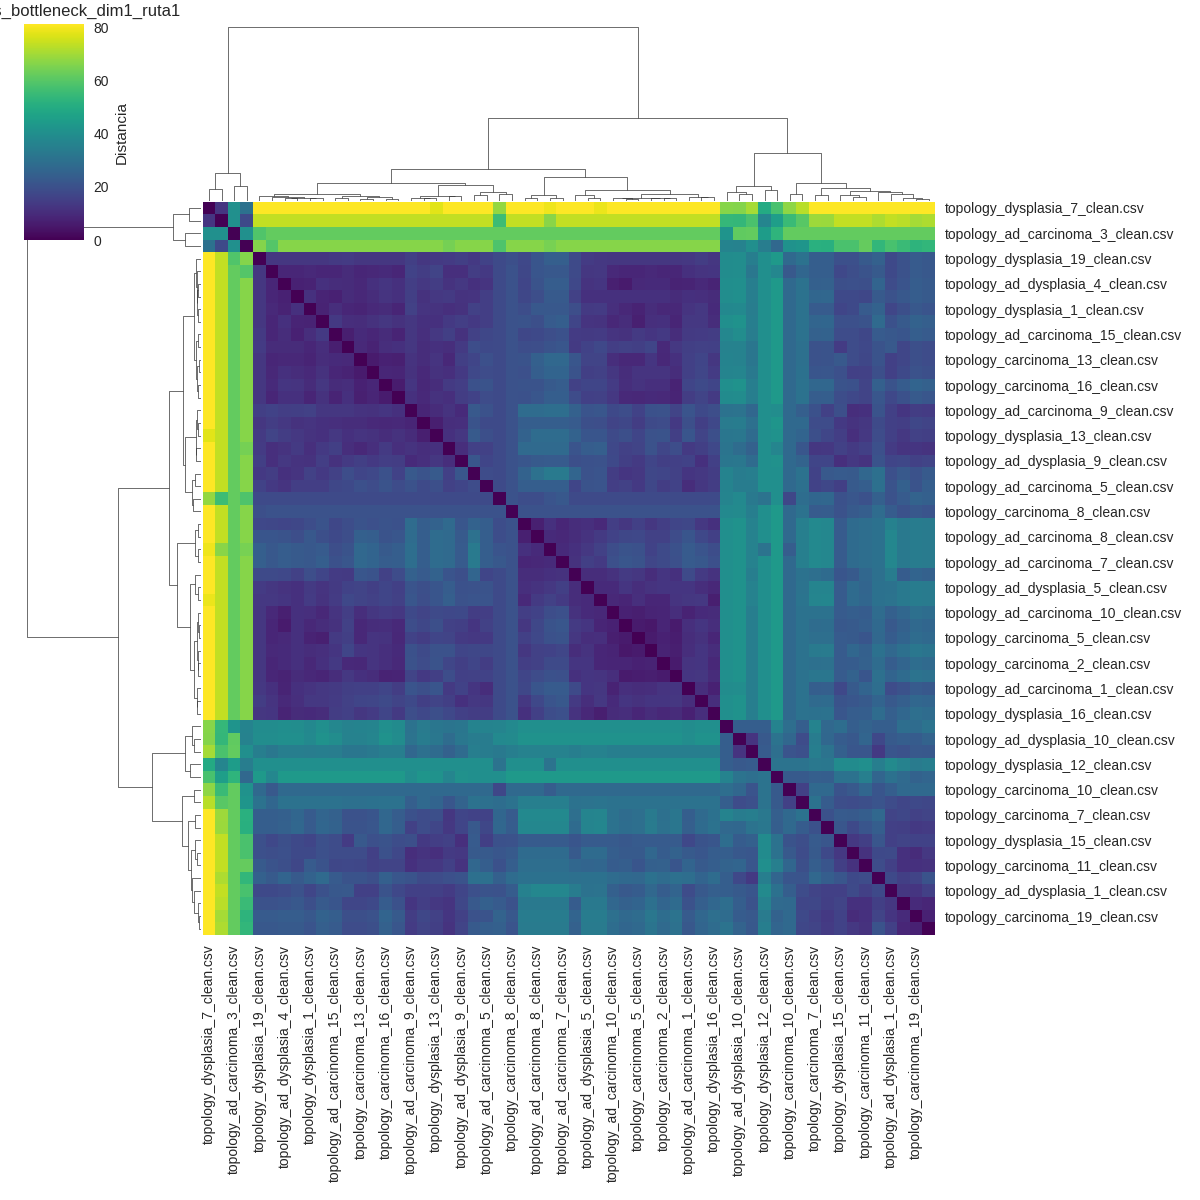 s_bottleneck_dim1_ruta1
80
60
40
20
0
Distancia
topology_dysplasia_7_clean.csv
topology_ad_carcinoma_3_clean.csv
topology_dysplasia_19_clean.csv
topology_ad_dysplasia_4_clean.csv
topology_dysplasia_1_clean.csv
topology_ad_carcinoma_15_clean.csv
topology_carcinoma_13_clean.csv
topology_carcinoma_16_clean.csv
topology_ad_carcinoma_9_clean.csv
topology_dysplasia_13_clean.csv
topology_ad_dysplasia_9_clean.csv
topology_ad_carcinoma_5_clean.csv
topology_carcinoma_8_clean.csv
topology_ad_carcinoma_8_clean.csv
topology_ad_carcinoma_7_clean.csv
topology_ad_dysplasia_5_clean.csv
topology_ad_carcinoma_10_clean.csv
topology_carcinoma_5_clean.csv
topology_carcinoma_2_clean.csv
topology_ad_carcinoma_1_clean.csv
topology_dysplasia_16_clean.csv
topology_ad_dysplasia_10_clean.csv
topology_dysplasia_12_clean.csv
topology_carcinoma_10_clean.csv
topology_carcinoma_7_clean.csv
topology_dysplasia_15_clean.csv
topology_carcinoma_11_clean.csv
topology_ad_dysplasia_1_clean.csv
topology_carcinoma_19_clean.csv
topology_dysplasia_7_clean.csv
topology_ad_carcinoma_3_clean.csv
topology_dysplasia_19_clean.csv
topology_ad_dysplasia_4_clean.csv
topology_dysplasia_1_clean.csv
topology_ad_carcinoma_15_clean.csv
topology_carcinoma_13_clean.csv
topology_carcinoma_16_clean.csv
topology_ad_carcinoma_9_clean.csv
topology_dysplasia_13_clean.csv
topology_ad_dysplasia_9_clean.csv
topology_ad_carcinoma_5_clean.csv
topology_carcinoma_8_clean.csv
topology_ad_carcinoma_8_clean.csv
topology_ad_carcinoma_7_clean.csv
topology_ad_dysplasia_5_clean.csv
topology_ad_carcinoma_10_clean.csv
topology_carcinoma_5_clean.csv
topology_carcinoma_2_clean.csv
topology_ad_carcinoma_1_clean.csv
topology_dysplasia_16_clean.csv
topology_ad_dysplasia_10_clean.csv
topology_dysplasia_12_clean.csv
topology_carcinoma_10_clean.csv
topology_carcinoma_7_clean.csv
topology_dysplasia_15_clean.csv
topology_carcinoma_11_clean.csv
topology_ad_dysplasia_1_clean.csv
topology_carcinoma_19_clean.csv